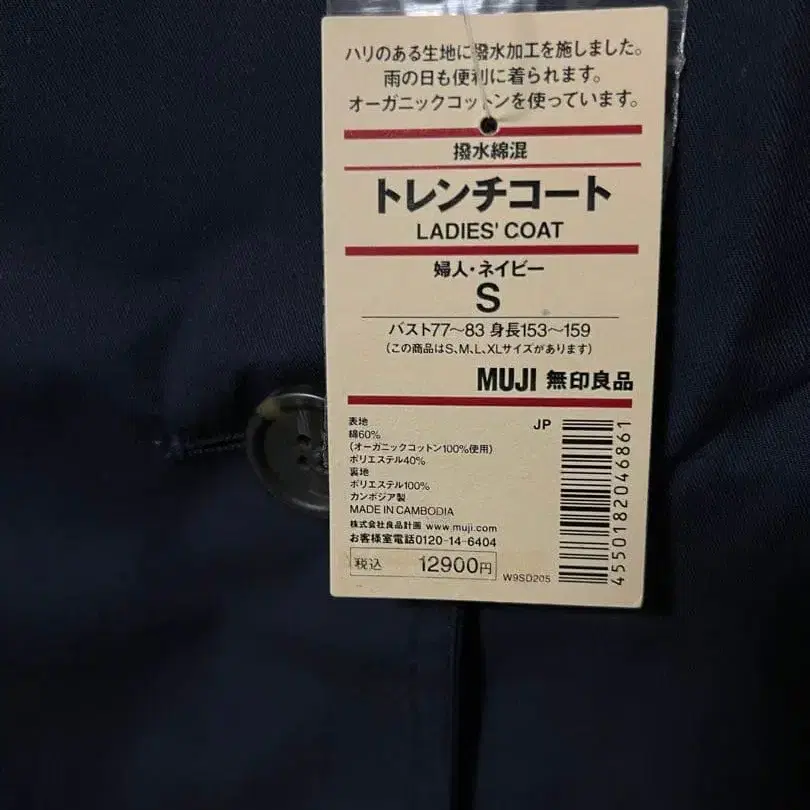 ハリのある生地に撥水加工を施しました。
雨の日も便利に着られます。
オーガニックコットンを使っています。
撥水綿混
トレンチコート
LADIES' COAT
婦人・ネイビー
S
バスト77〜83 身長153〜159
(この商品はS、M、L、XLサイズがあります)
MUJI 無印良品
表地
綿60%
(オーガニックコットン100%使用)
ポリエステル40%
裏地
ポリエステル100%
カンボジア製
MADE IN CAMBODIA
株式会社良品計画 www.muji.com
お客様室電話0120-14-6404
税込 12900円
JP
W9SD205
4550182046861